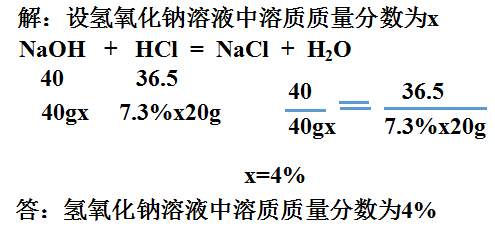 解：设氢氧化钠溶液中溶质质量分数为x
NaOH + HCl = NaCl + H₂O
40 36.5
40gx 7.3%x20g
40 = 36.5
40gx 7.3%x20g
x=4%
答：氢氧化钠溶液中溶质质量分数为4%